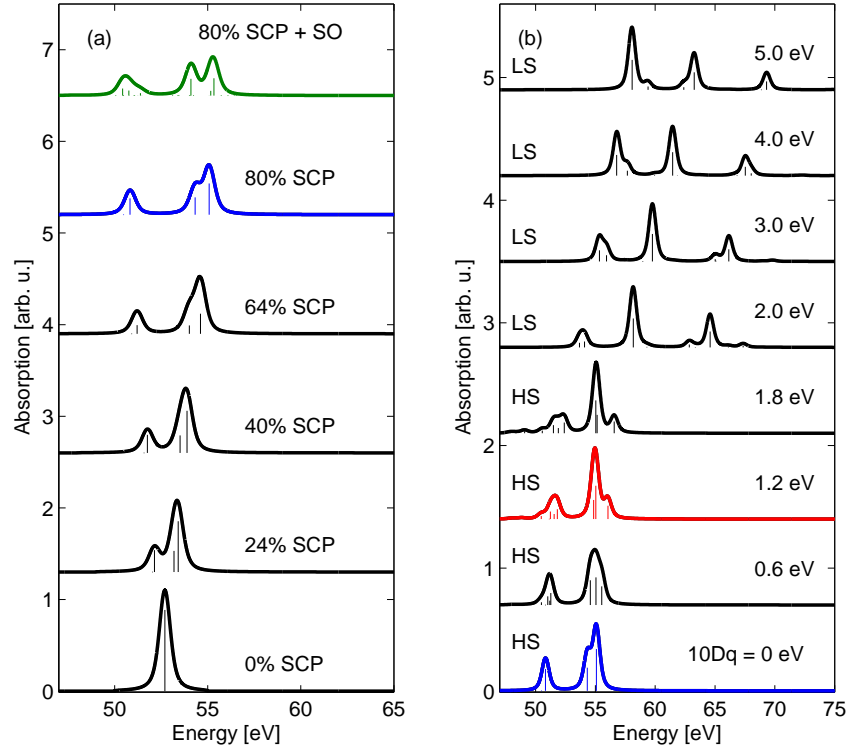 (a)
80% SCP + SO
80% SCP
64% SCP
40% SCP
24% SCP
0% SCP
Absorption [arb. u.]
7
6
5
4
3
2
1
0
50
55
60
65
Energy [eV]
(b)
LS
5.0 eV
LS
4.0 eV
LS
3.0 eV
LS
2.0 eV
HS
1.8 eV
HS
1.2 eV
HS
0.6 eV
HS
10Dq = 0 eV
Absorption [arb. u.]
5
4
3
2
1
0
50
55
60
65
70
75
Energy [eV]